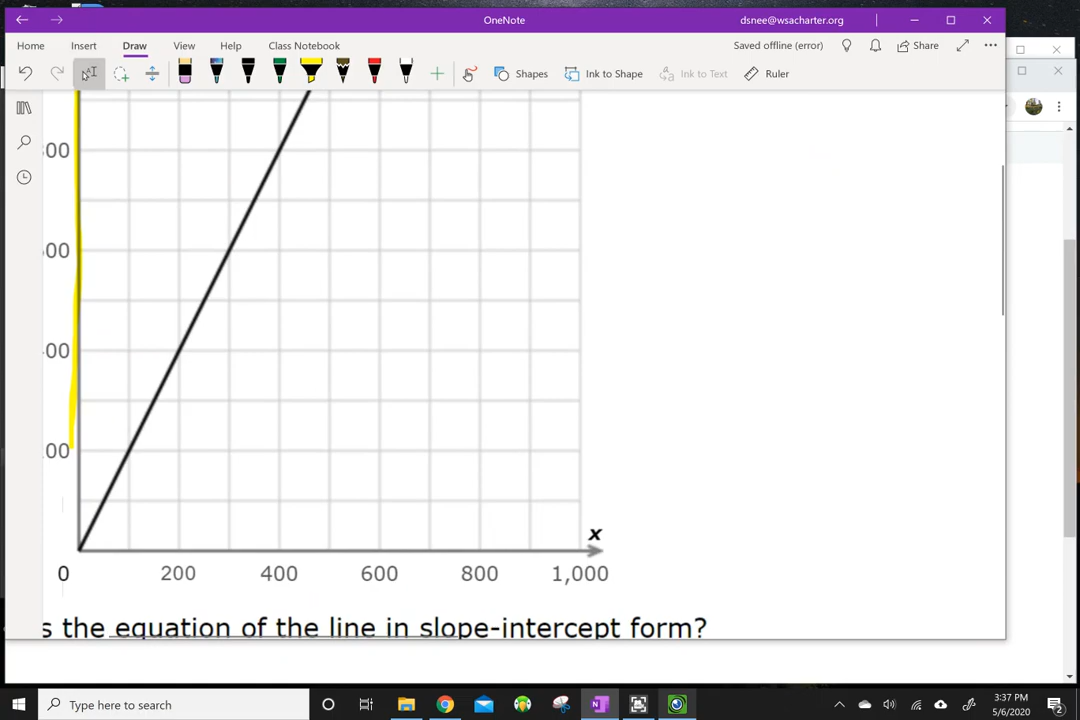 OneNote
dsnee@wsacharter.org
Home Insert Draw View Help Class Notebook
Saved offline (error) Share
Shapes Ink to Shape Ink to Text Ruler
00
00
00
00
x
0 200 400 600 800 1,000
s the equation of the line in slope-intercept form?
Type here to search
3:37 PM
5/6/2020
2